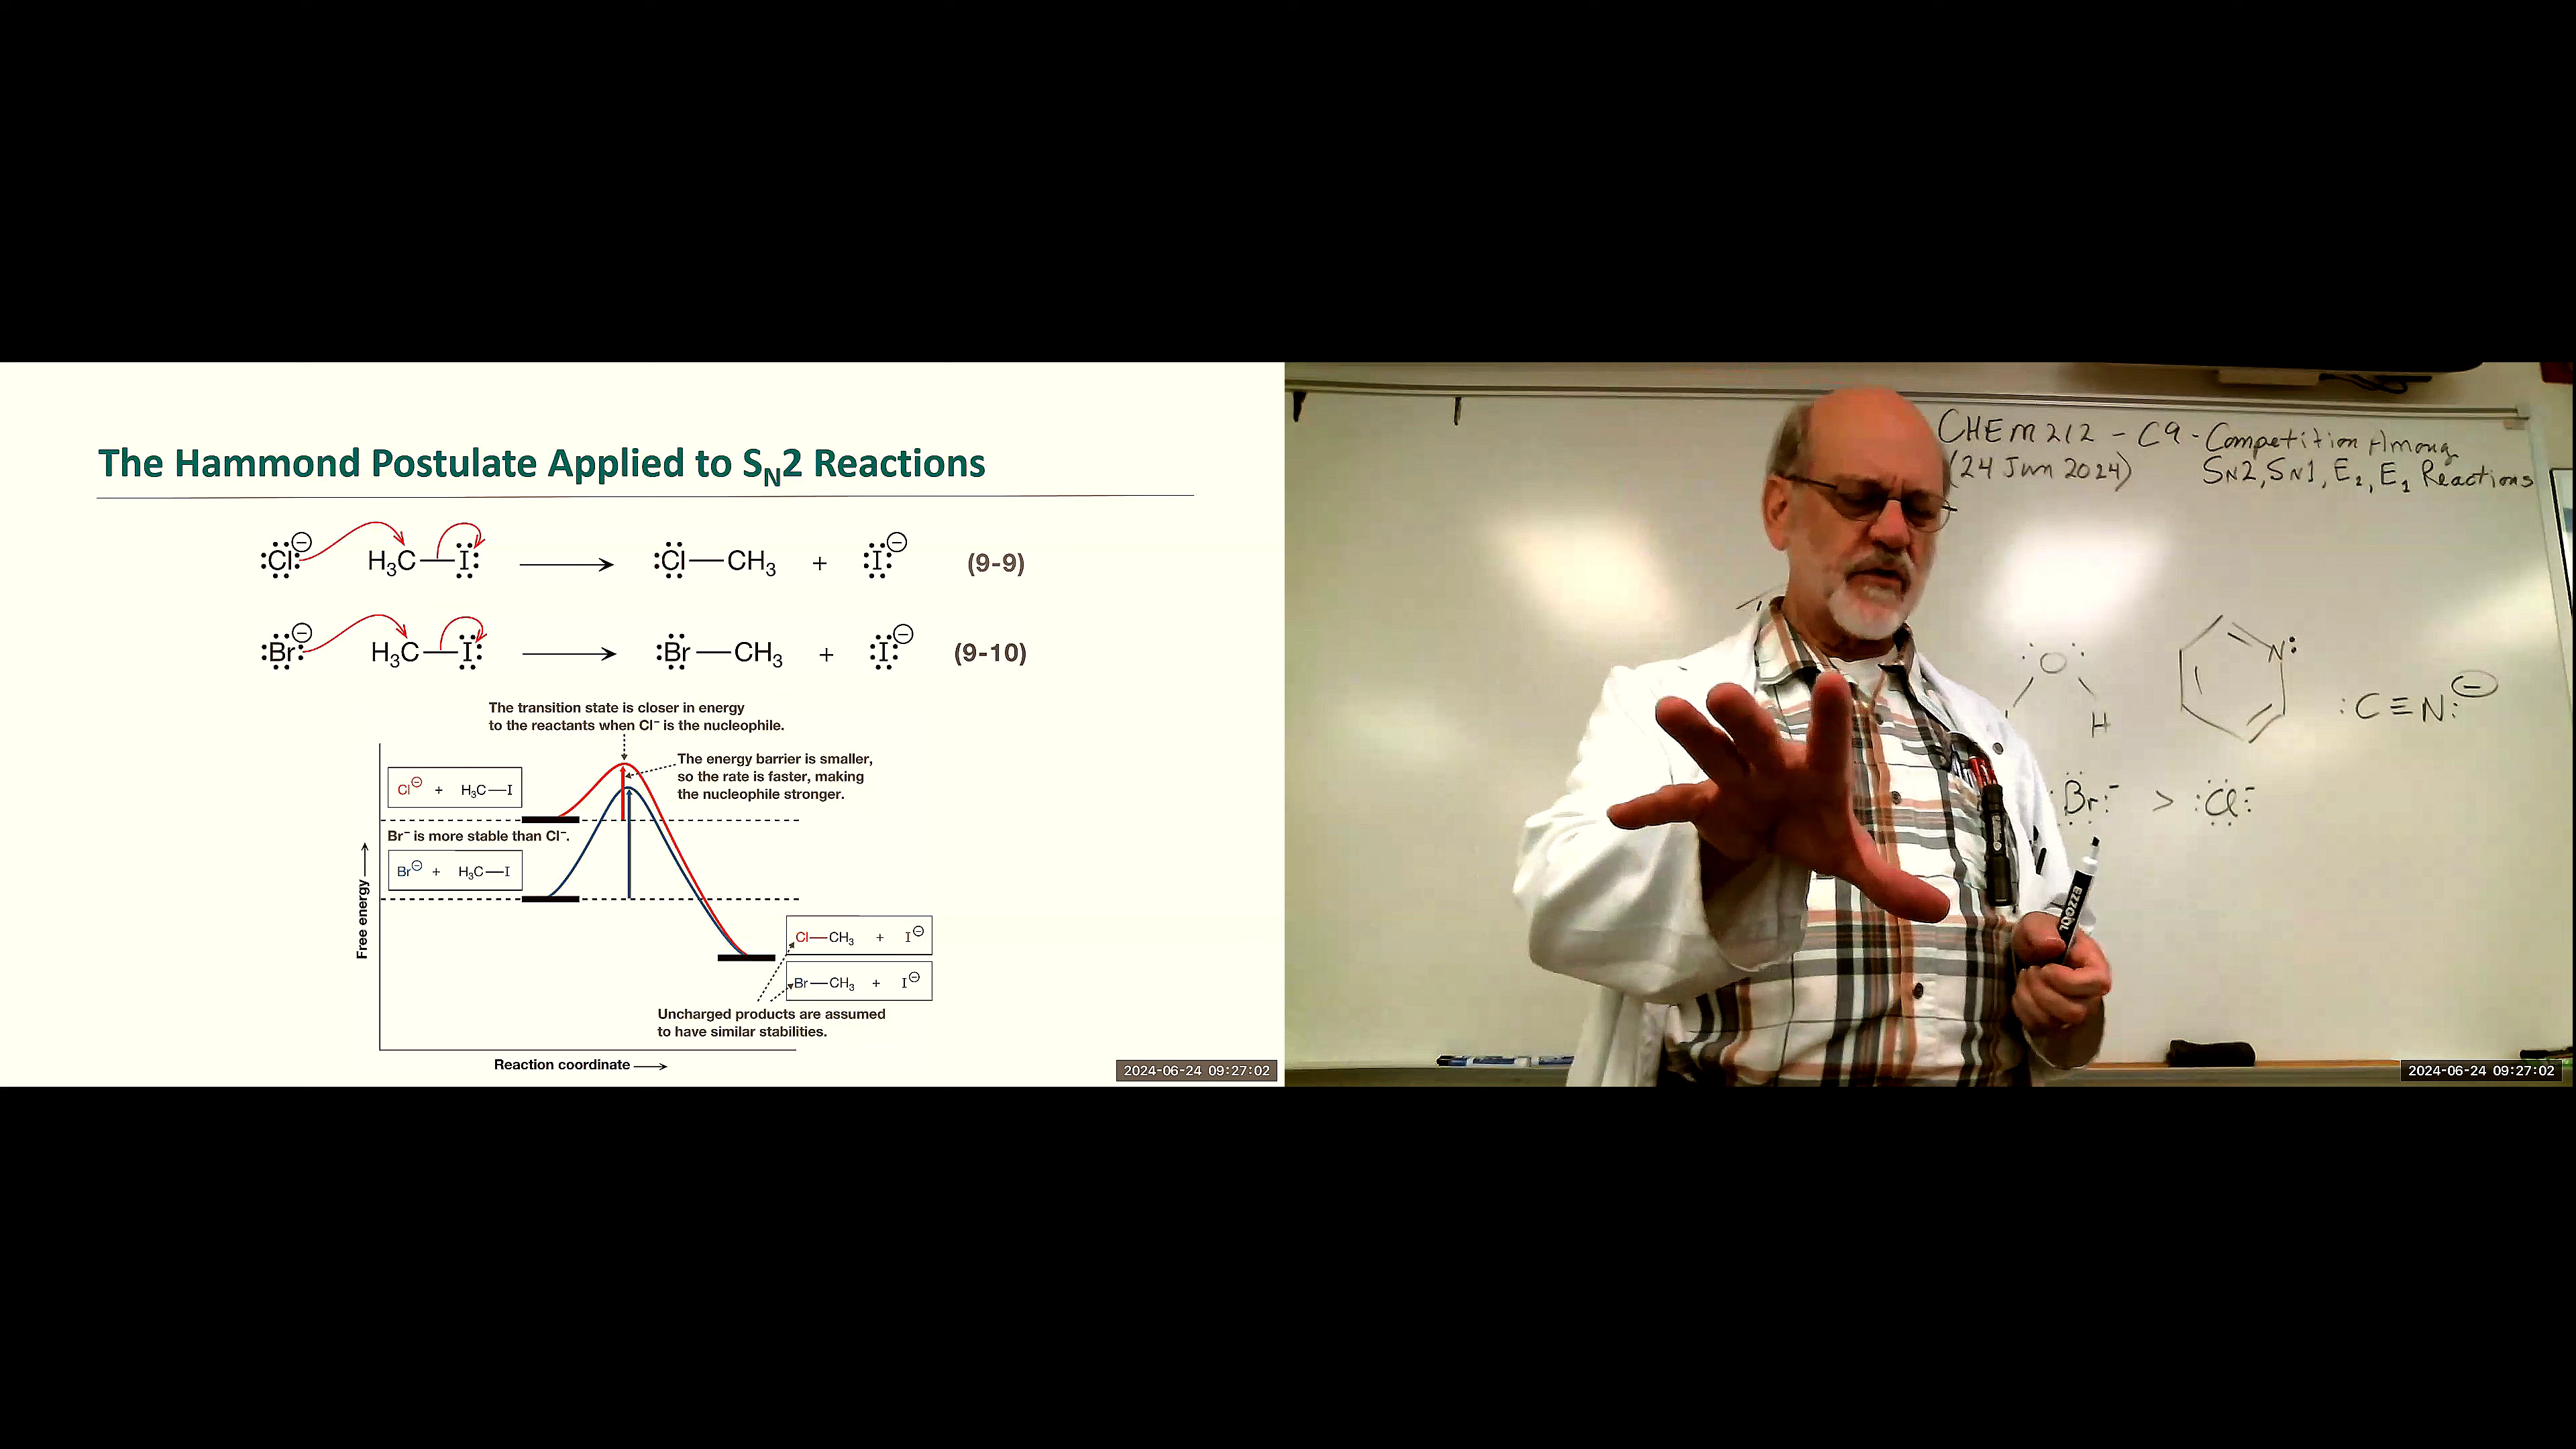 The Hammond Postulate Applied to SN2 Reactions
:Cl:⊖ H₃C—I: → :Cl—CH₃ + :I:⊖ (9-9)
:Br:⊖ H₃C—I: → :Br—CH₃ + :I:⊖ (9-10)
The transition state is closer in energy
to the reactants when Cl⁻ is the nucleophile.
The energy barrier is smaller,
so the rate is faster, making
the nucleophile stronger.
Cl⊖ + H₃C—I
Br⁻ is more stable than Cl⁻.
Br⊖ + H₃C—I
Free energy →
Cl—CH₃ + I⊖
Br—CH₃ + I⊖
Uncharged products are assumed
to have similar stabilities.
Reaction coordinate →
2024-06-24 09:27:02
CHEM 212 - C9 - Competition Among
(24 Jun 2024) SN2, SN1, E2, E1 Reactions
O
H
N:
:C≡N:⊖
:Br:⁻ > :Cl:⁻
EZZOOL
2024-06-24 09:27:02